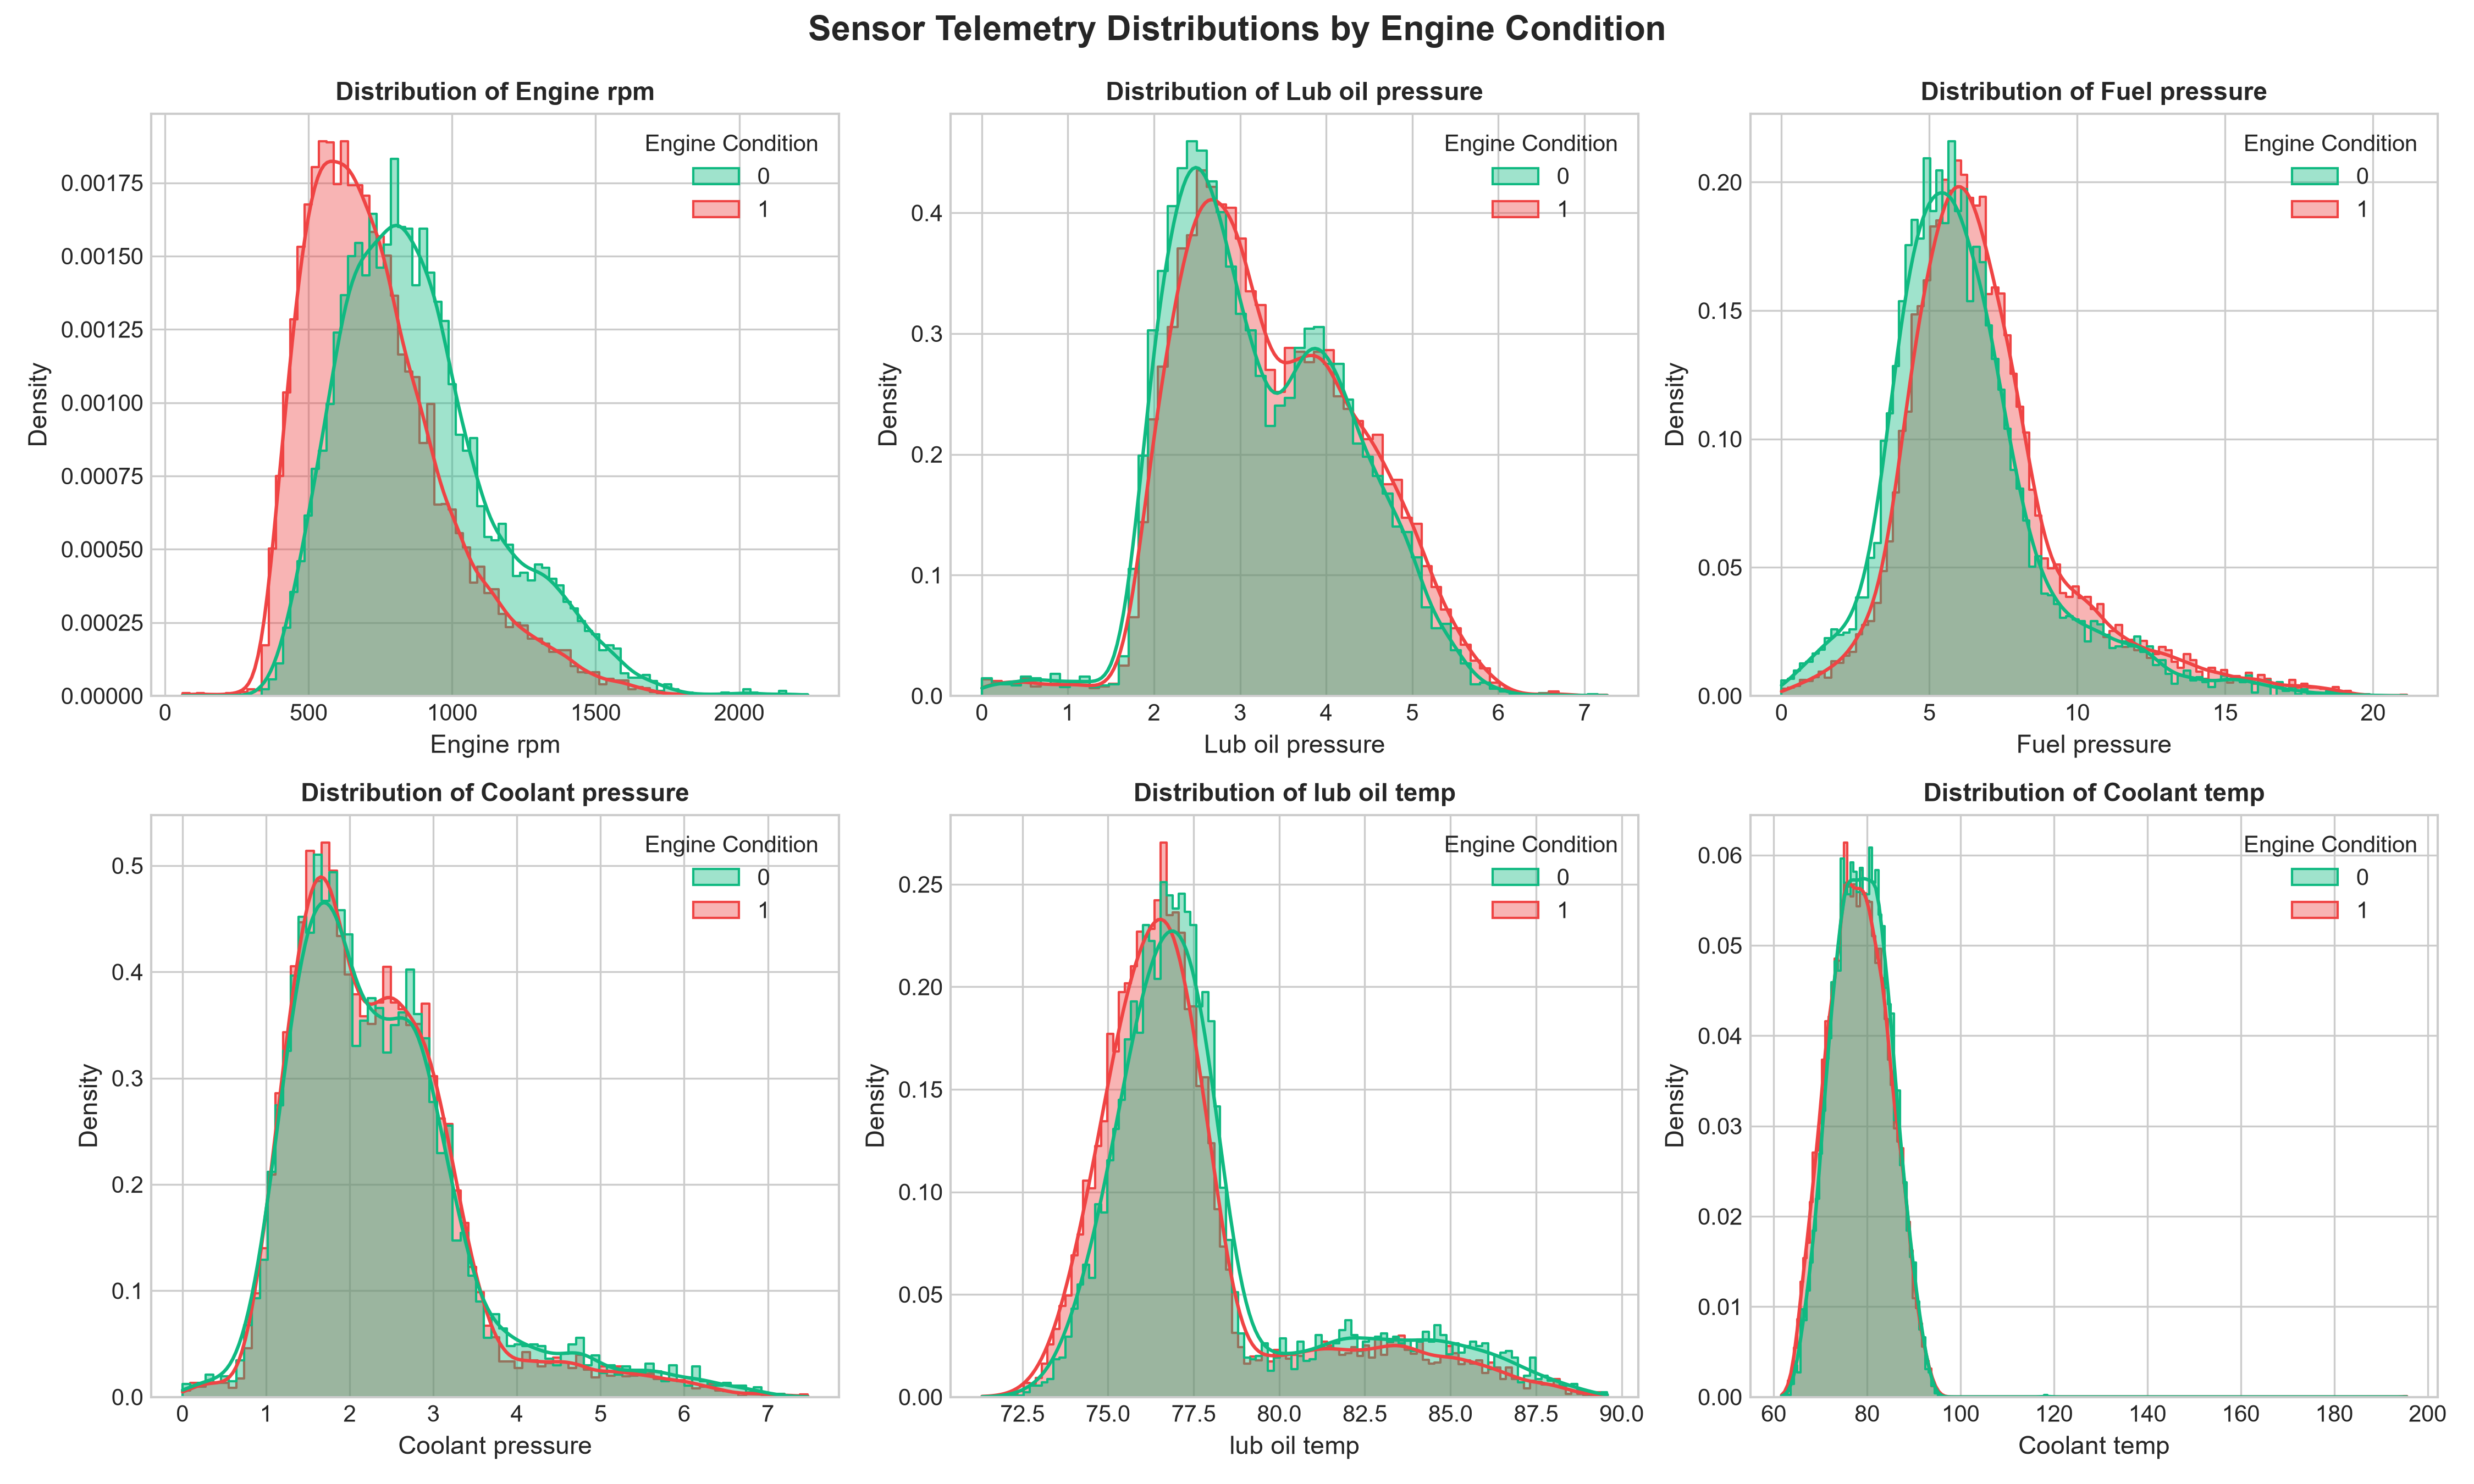 Sensor Telemetry Distributions by Engine Condition
Distribution of Engine rpm
Engine Condition
0
1
Density
0.00175
0.00150
0.00125
0.00100
0.00075
0.00050
0.00025
0.00000
0 500 1000 1500 2000
Engine rpm
Distribution of Lub oil pressure
Engine Condition
0
1
Density
0.4
0.3
0.2
0.1
0.0
0 1 2 3 4 5 6 7
Lub oil pressure
Distribution of Fuel pressure
Engine Condition
0
1
Density
0.20
0.15
0.10
0.05
0.00
0 5 10 15 20
Fuel pressure
Distribution of Coolant pressure
Engine Condition
0
1
Density
0.5
0.4
0.3
0.2
0.1
0.0
0 1 2 3 4 5 6 7
Coolant pressure
Distribution of lub oil temp
Engine Condition
0
1
Density
0.25
0.20
0.15
0.10
0.05
0.00
72.5 75.0 77.5 80.0 82.5 85.0 87.5 90.0
lub oil temp
Distribution of Coolant temp
Engine Condition
0
1
Density
0.06
0.05
0.04
0.03
0.02
0.01
0.00
60 80 100 120 140 160 180 200
Coolant temp